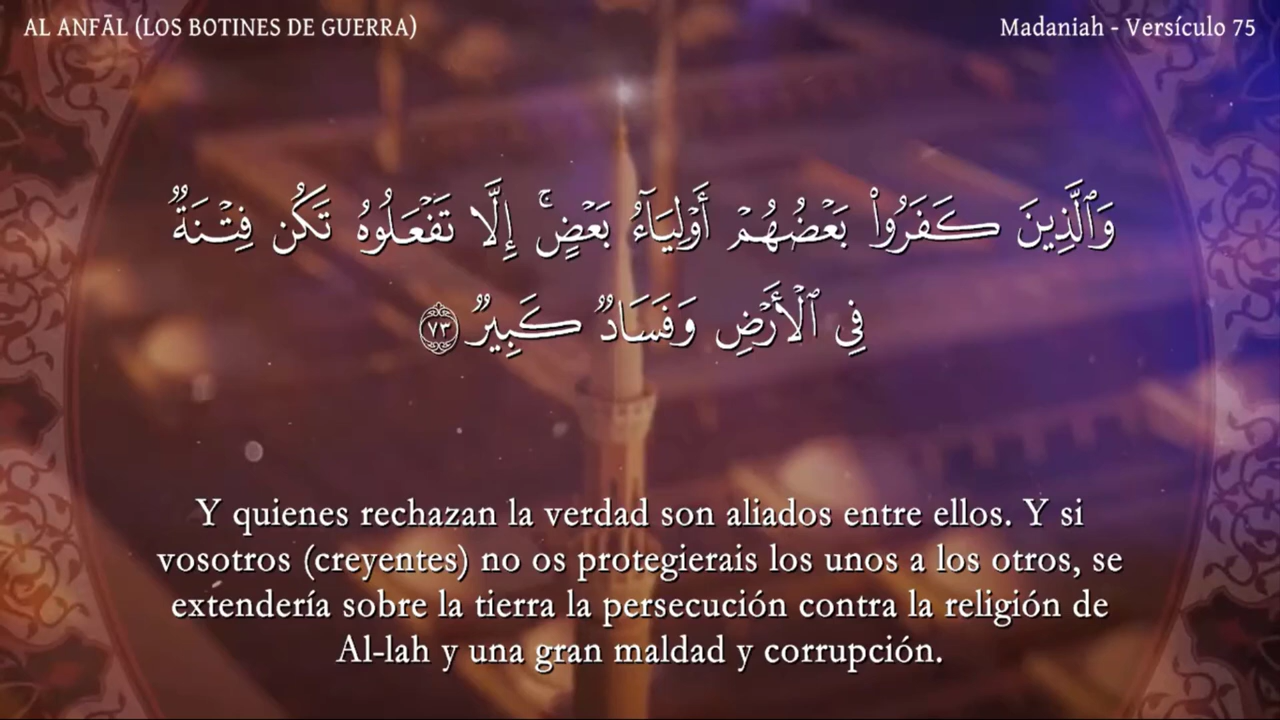 AL ANFĀL (LOS BOTINES DE GUERRA)
Madaniah - Versículo 75
وَٱلَّذِينَ كَفَرُوا۟ بَعْضُهُمْ أَوْلِيَآءُ بَعْضٍ ۚ إِلَّا تَفْعَلُوهُ تَكُن فِتْنَةٌ
فِى ٱلْأَرْضِ وَفَسَادٌ كَبِيرٌ ٧٣
Y quienes rechazan la verdad son aliados entre ellos. Y si
vosotros (creyentes) no os protegierais los unos a los otros, se
extendería sobre la tierra la persecución contra la religión de
Al-lah y una gran maldad y corrupción.